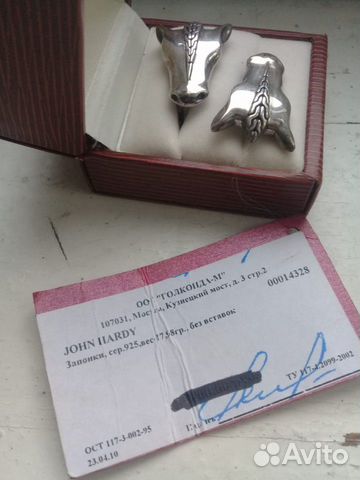 ООО "ГОЛКОНДА-М"
107031, Москва, Кузнецкий мост, д. 3 стр.2
00014328
JOHN HARDY
Запонки, сер.925,вес-17,58гр., без вставок
ОСТ 117-3-002-95
ТУ 117-4.2099-2002
23.04.10
Avito